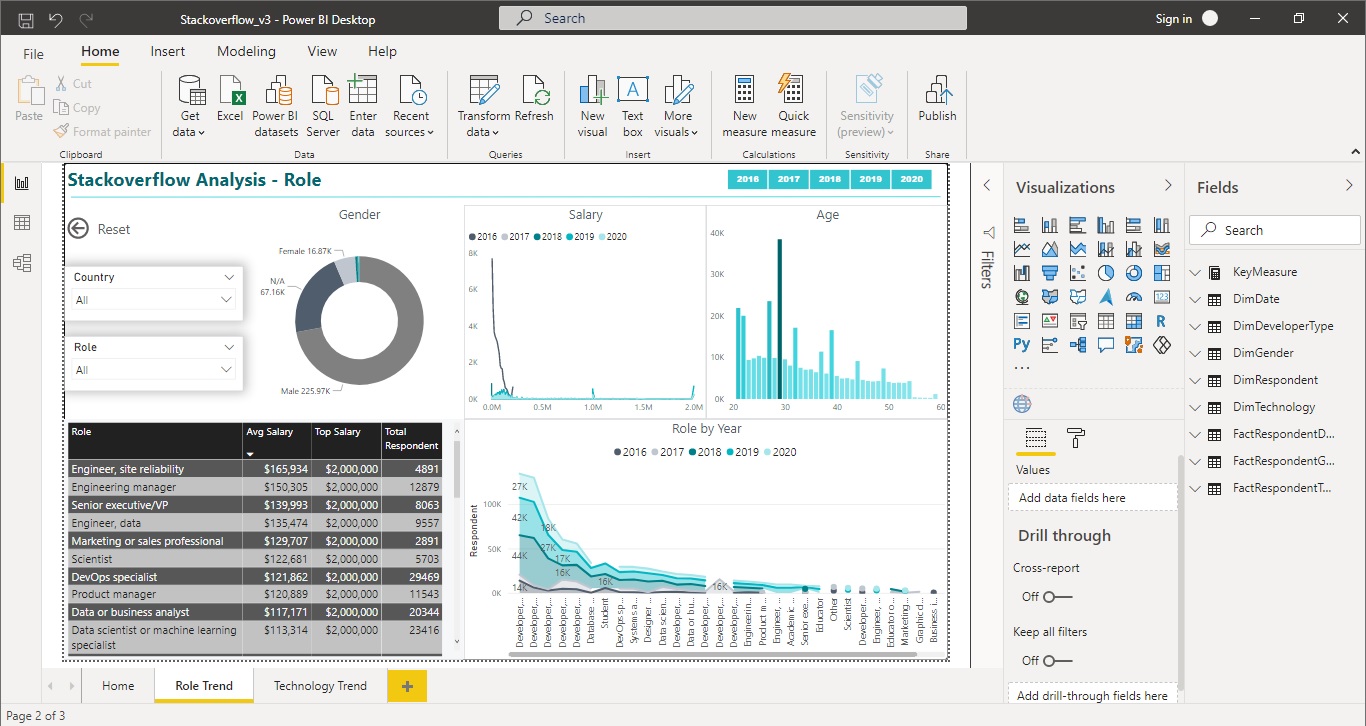 Stackoverflow_v3 - Power BI Desktop
Search
Sign in
File
Home
Insert
Modeling
View
Help
Paste
Cut
Copy
Format painter
Clipboard
Get data
Excel
Power BI datasets
SQL Server
Enter data
Recent sources
Data
Transform data
Refresh
Queries
New visual
Text box
More visuals
Insert
New measure
Quick measure
Calculations
Sensitivity (preview)
Sensitivity
Publish
Share
Stackoverflow Analysis - Role
2016 2017 2018 2019 2020
Reset
Country
All
Role
All
Gender
Female 16.87K
N/A
67.16K
Male 225.97K
Salary
2016 2017 2018 2019 2020
8K
6K
4K
2K
0K
0.0M 0.5M 1.0M 1.5M 2.0M
Age
40K
30K
20K
10K
0K
20 30 40 50 60
Role Avg Salary Top Salary Total Respondent
Engineer, site reliability $165,934 $2,000,000 4891
Engineering manager $150,305 $2,000,000 12879
Senior executive/VP $139,993 $2,000,000 8063
Engineer, data $135,474 $2,000,000 9557
Marketing or sales professional $129,707 $2,000,000 2891
Scientist $122,681 $2,000,000 5703
DevOps specialist $121,862 $2,000,000 29469
Product manager $120,889 $2,000,000 11543
Data or business analyst $117,171 $2,000,000 20344
Data scientist or machine learning specialist $113,314 $2,000,000 23416
Role by Year
2016 2017 2018 2019 2020
Respondent
100K
50K
0K
27K
42K
44K
14K
18K
27K
17K
16K
16K
16K
Developer,...
Developer,...
Developer,...
Developer,...
Developer,...
Database ...
Student
DevOps sp...
Systems a...
Designer ...
Data scien...
Developer,...
Data or bu...
Developer,...
Developer,...
Developer,...
Engineerin...
Product m...
Engineer, ...
Academic ...
Senior exe...
Educator
Other
Scientist
Developer...
Engineer, ...
Educator o...
Marketing...
Graphic d...
Business i...
Filters
Visualizations
123
R
Py
...
Values
Add data fields here
Drill through
Cross-report
Off
Keep all filters
Off
Add drill-through fields here
Fields
Search
KeyMeasure
DimDate
DimDeveloperType
DimGender
DimRespondent
DimTechnology
FactRespondentD...
FactRespondentG...
FactRespondentT...
Home
Role Trend
Technology Trend
Page 2 of 3